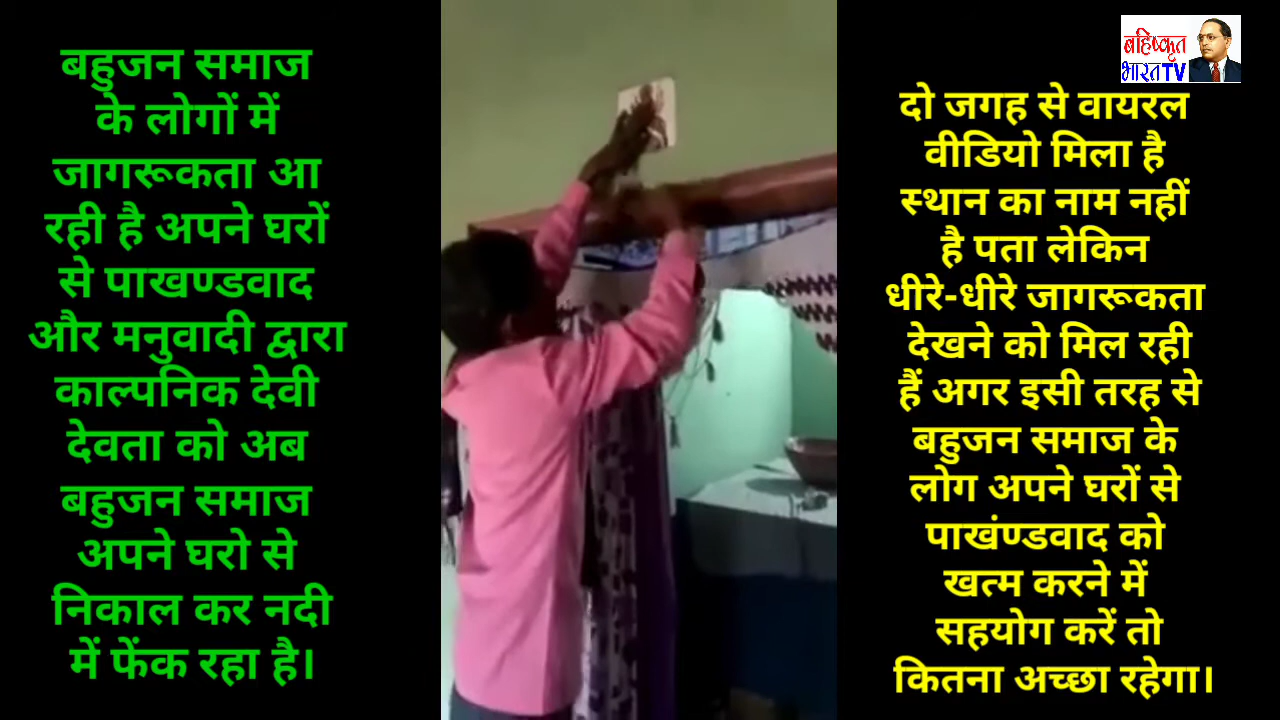 बहुजन समाज
के लोगों में
जागरूकता आ
रही है अपने घरों
से पाखण्डवाद
और मनुवादी द्वारा
काल्पनिक देवी
देवता को अब
बहुजन समाज
अपने घरो से
निकाल कर नदी
में फेंक रहा है।
बहिष्कृत
भारत TV
दो जगह से वायरल
वीडियो मिला है
स्थान का नाम नहीं
है पता लेकिन
धीरे-धीरे जागरूकता
देखने को मिल रही
हैं अगर इसी तरह से
बहुजन समाज के
लोग अपने घरों से
पाखंण्डवाद को
खत्म करने में
सहयोग करें तो
कितना अच्छा रहेगा।